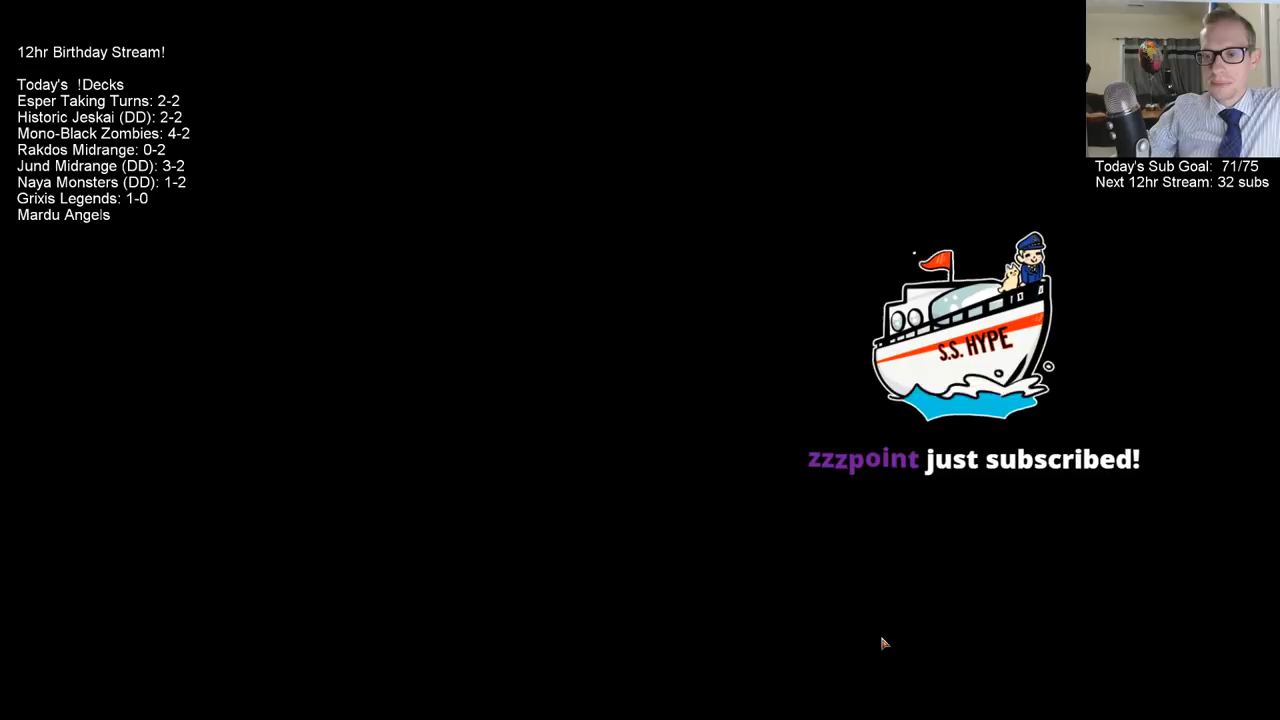 12hr Birthday Stream!
Today's !Decks
Esper Taking Turns: 2-2
Historic Jeskai (DD): 2-2
Mono-Black Zombies: 4-2
Rakdos Midrange: 0-2
Jund Midrange (DD): 3-2
Naya Monsters (DD): 1-2
Grixis Legends: 1-0
Mardu Angels
Today's Sub Goal: 71/75
Next 12hr Stream: 32 subs
S.S. HYPE
zzzpoint just subscribed!